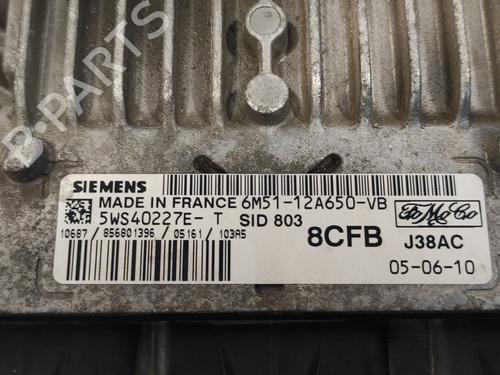 B-PARTS
SIEMENS
MADE IN FRANCE 6M51-12A650-VB
5WS40227E- T SID 803
10687 / 856801396 / 05161 / 103A5
8CFB
FoMoCo
J38AC
05-06-10